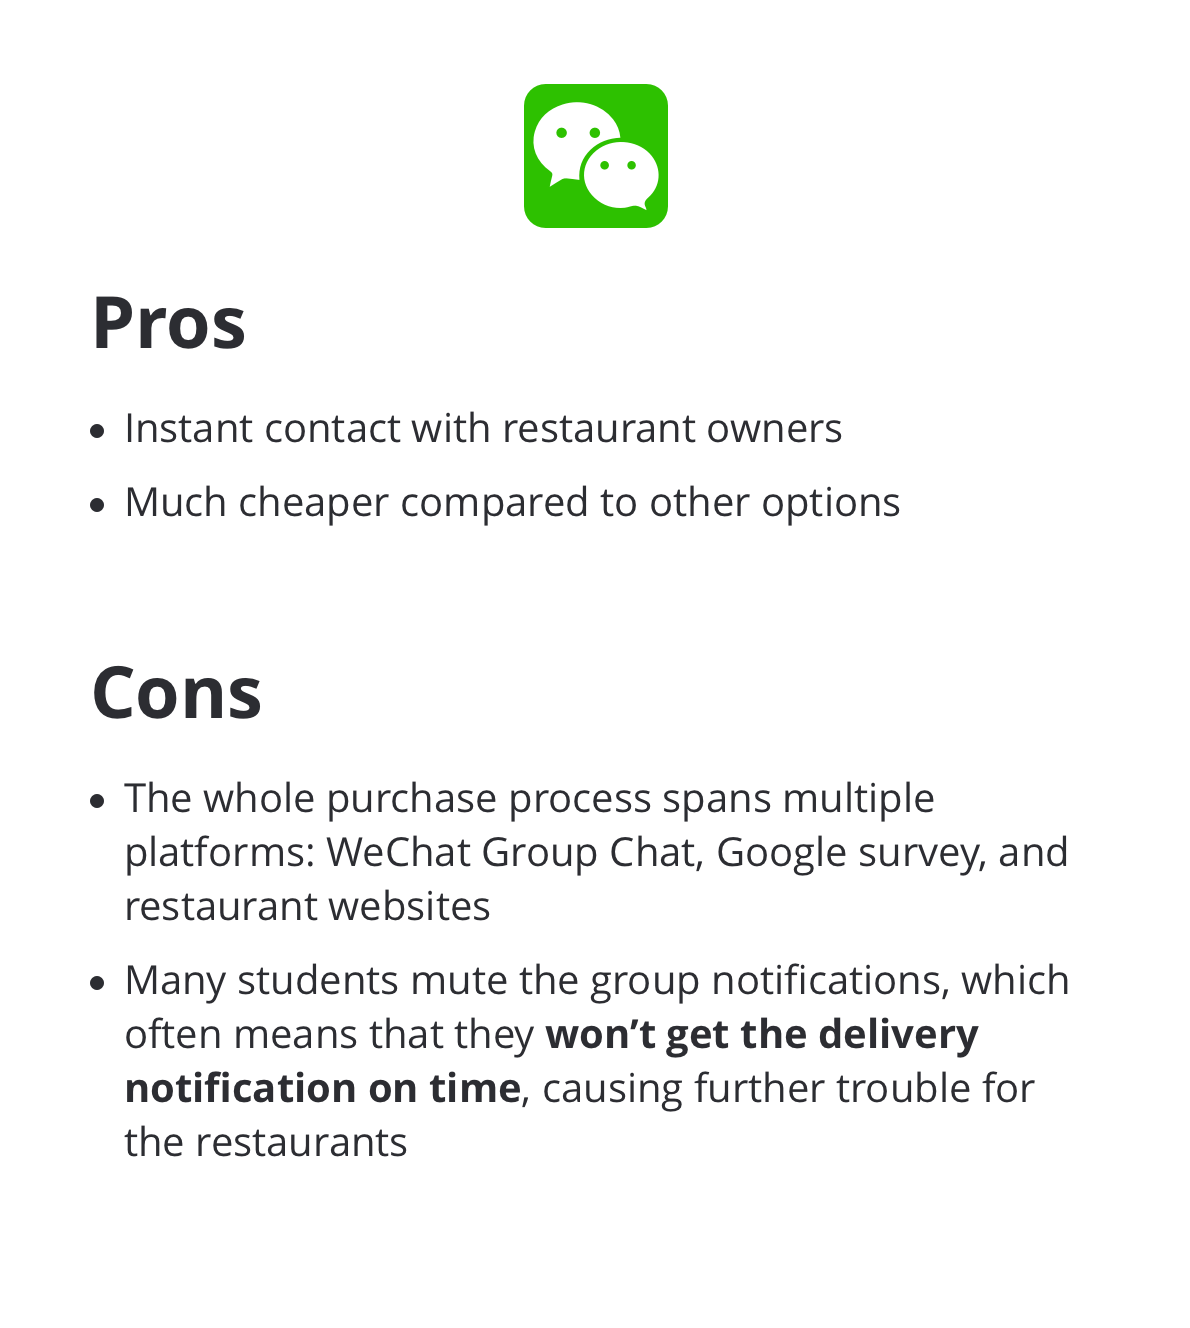 Pros
• Instant contact with restaurant owners
• Much cheaper compared to other options
Cons
• The whole purchase process spans multiple
platforms: WeChat Group Chat, Google survey, and
restaurant websites
• Many students mute the group notifications, which
often means that they won’t get the delivery
notification on time, causing further trouble for
the restaurants